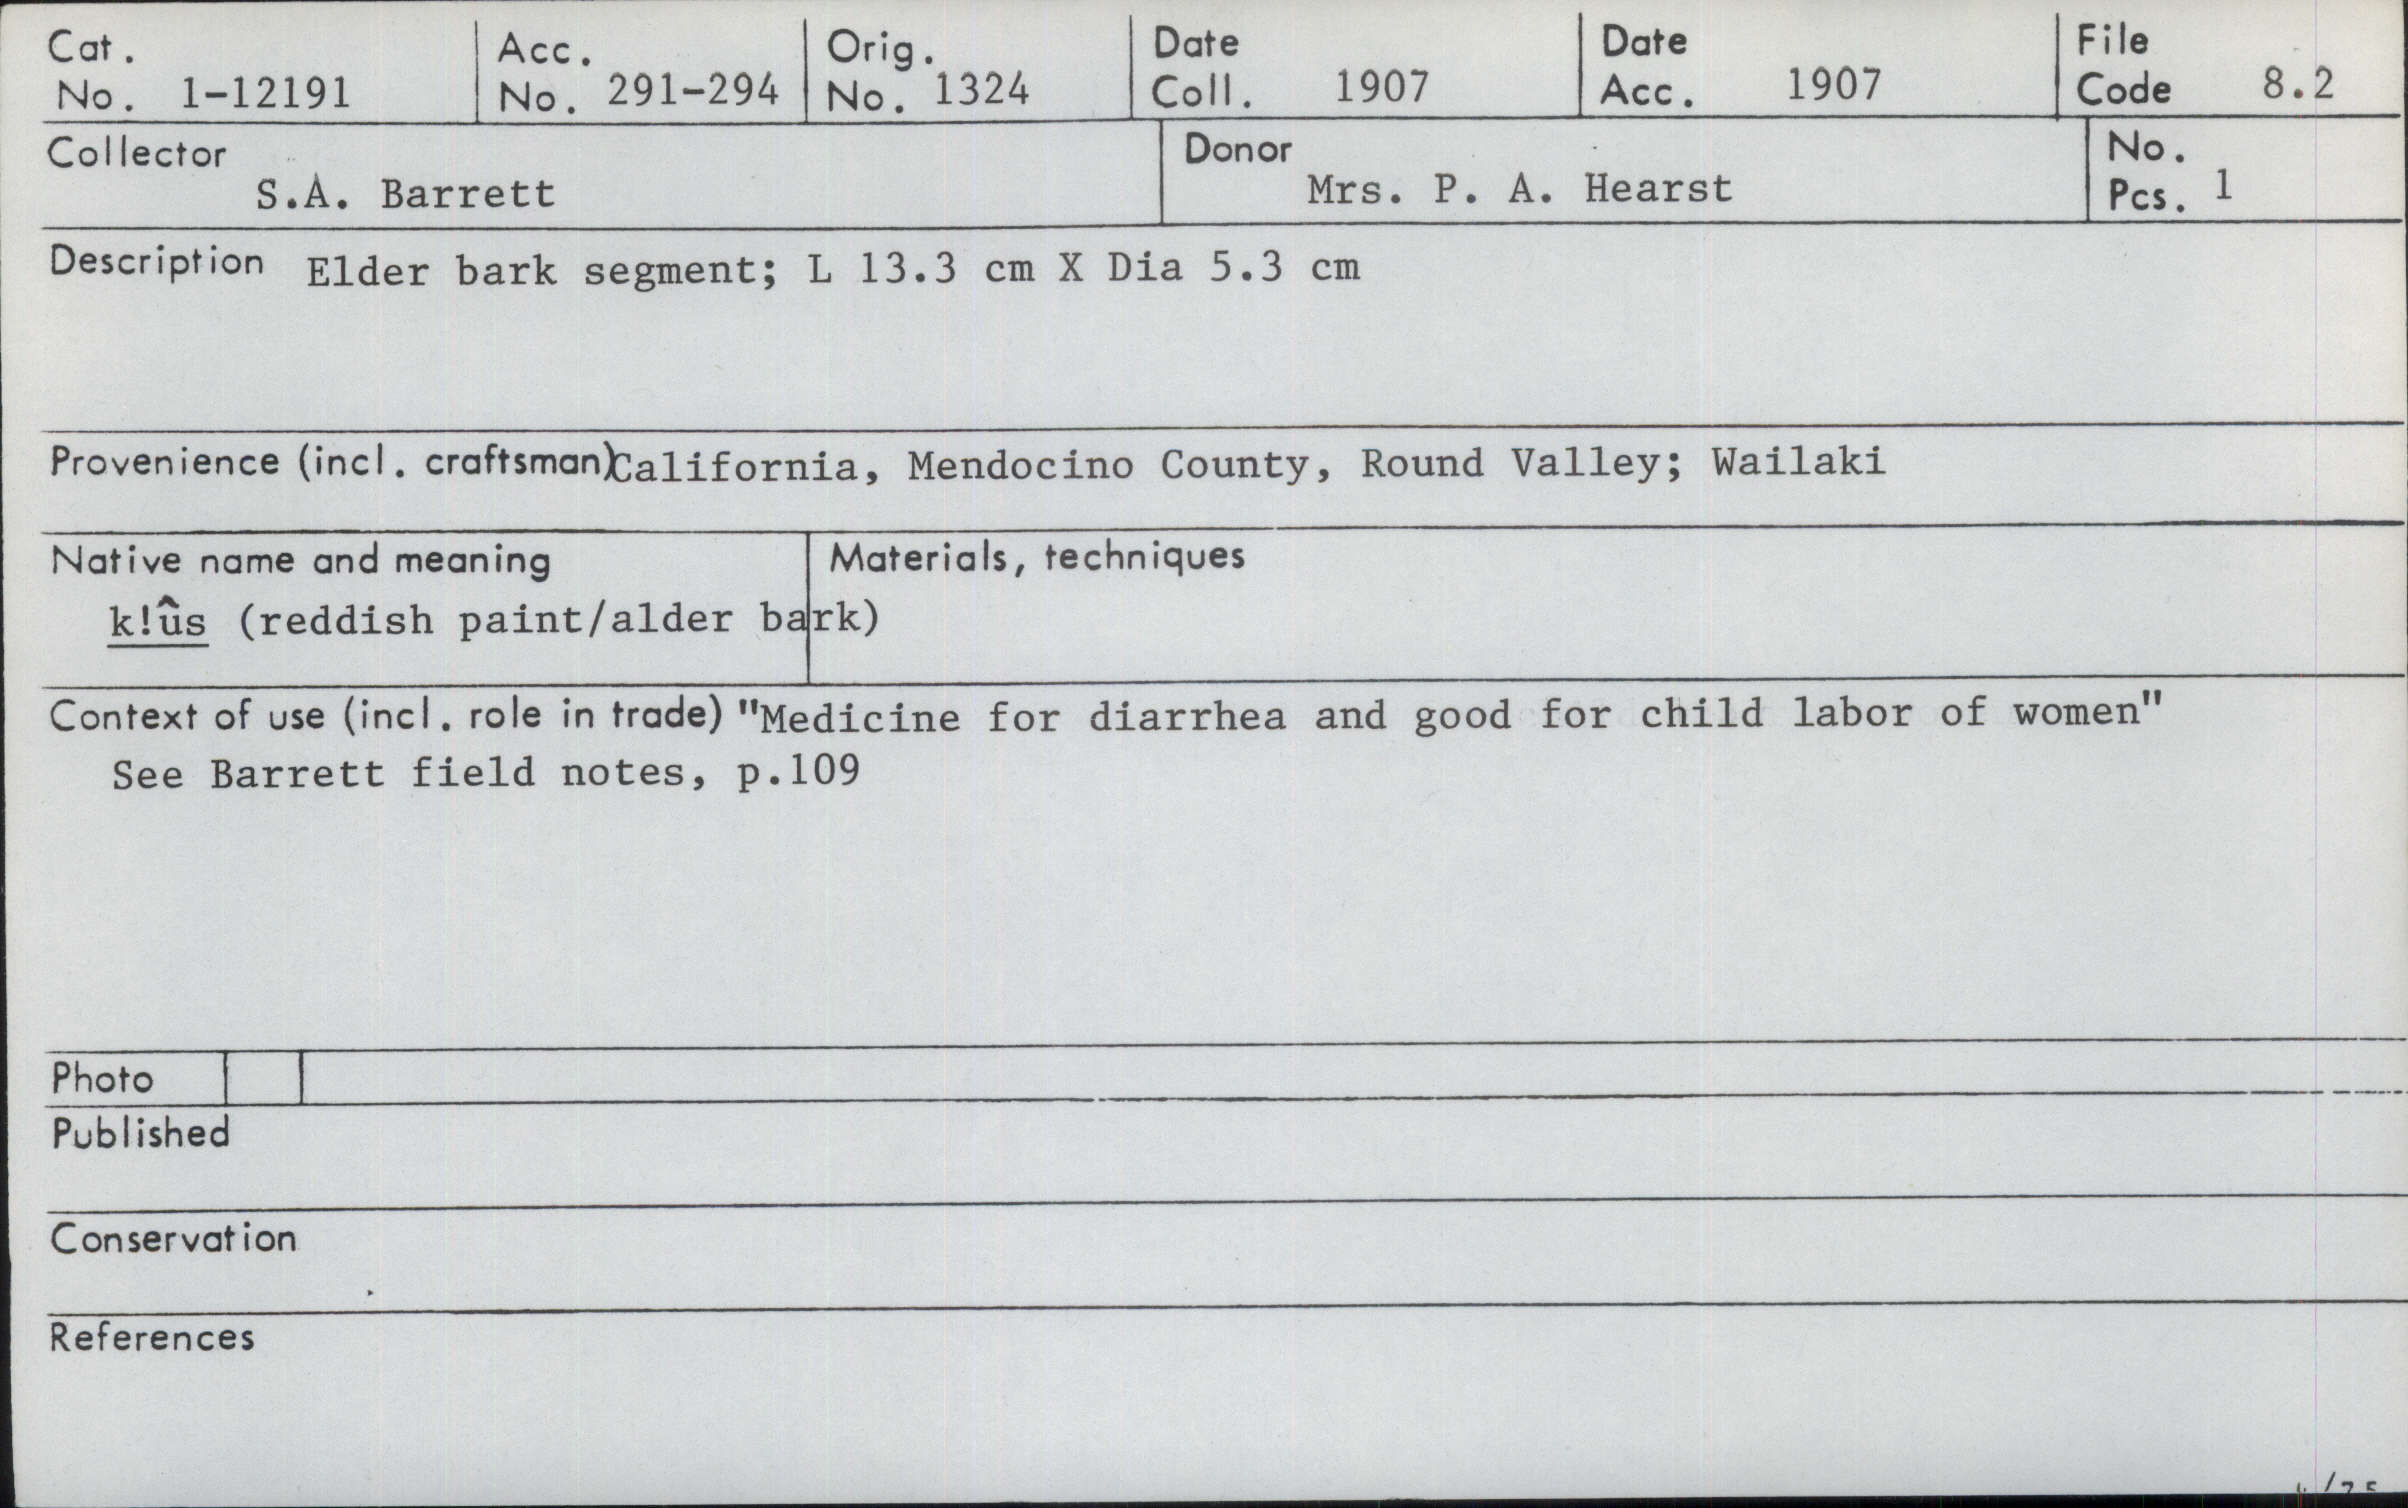 Cat. No. 1-12191
Acc. No. 291-294
Orig. No. 1324
Date Coll. 1907
Date Acc. 1907
File Code 8.2
Collector
S.A. Barrett
Donor
Mrs. P. A. Hearst
No. Pcs. 1
Description Elder bark segment; L 13.3 cm X Dia 5.3 cm
Provenience (incl. craftsman) California, Mendocino County, Round Valley; Wailaki
Native name and meaning
k!ûs (reddish paint/alder bark)
Materials, techniques
Context of use (incl. role in trade) "Medicine for diarrhea and good for child labor of women"
See Barrett field notes, p.109
Photo
Published
Conservation
References